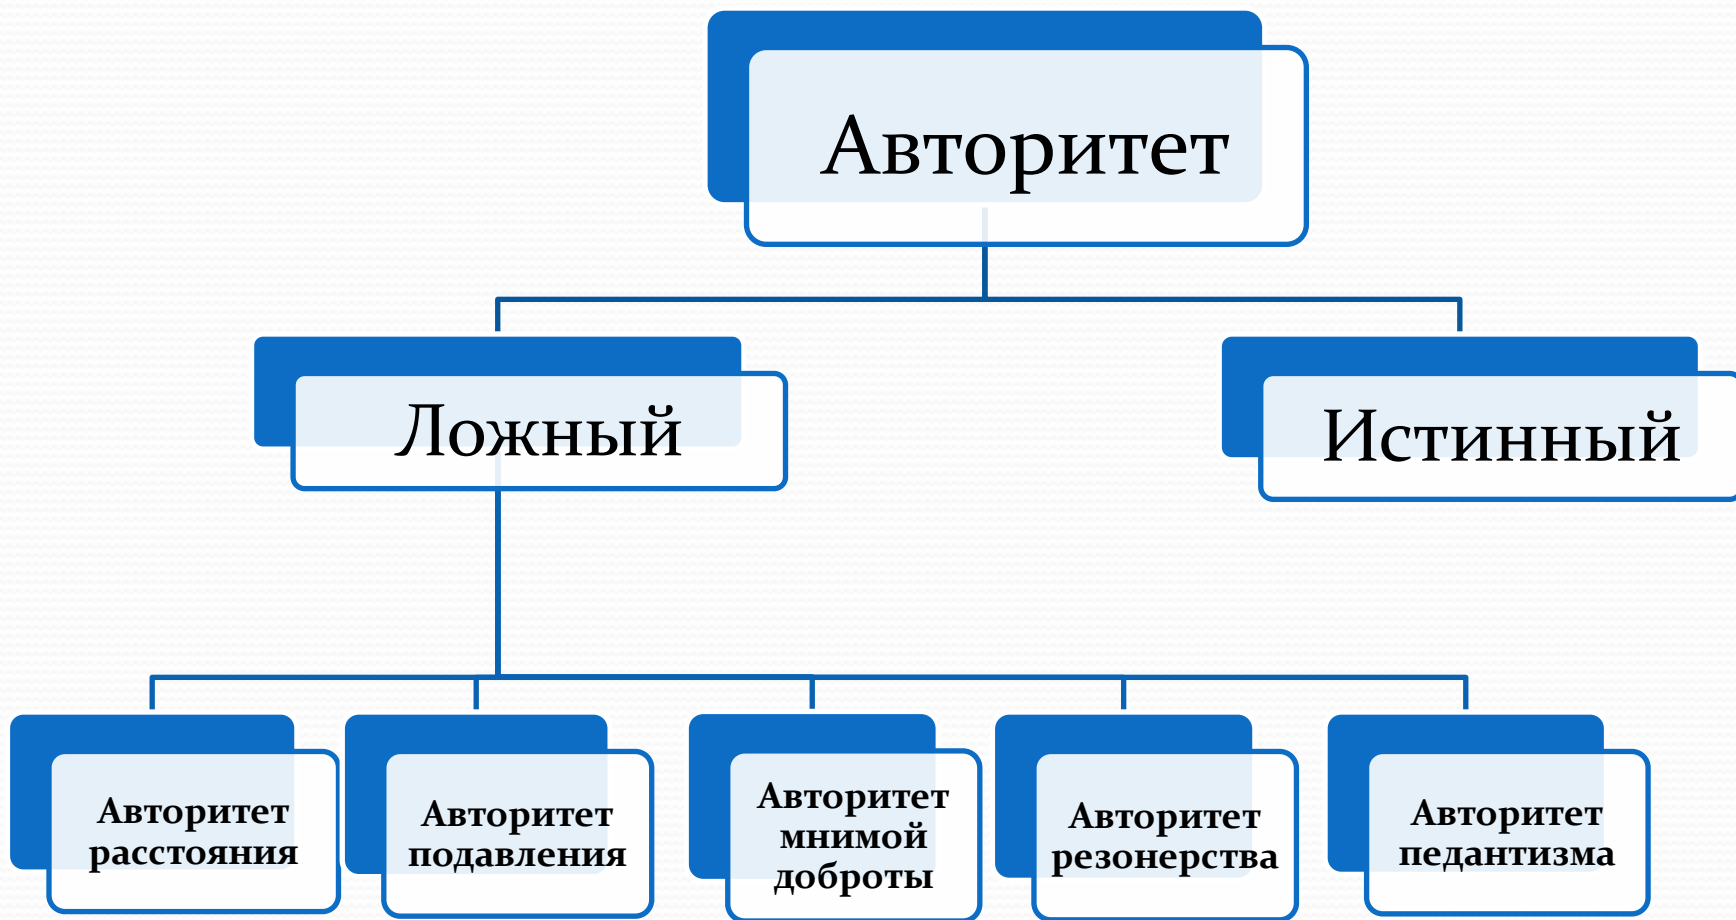 Авторитет
Ложный
Истинный
Авторитет
расстояния
Авторитет
подавления
Авторитет
мнимой
доброты
Авторитет
резонерства
Авторитет
педантизма